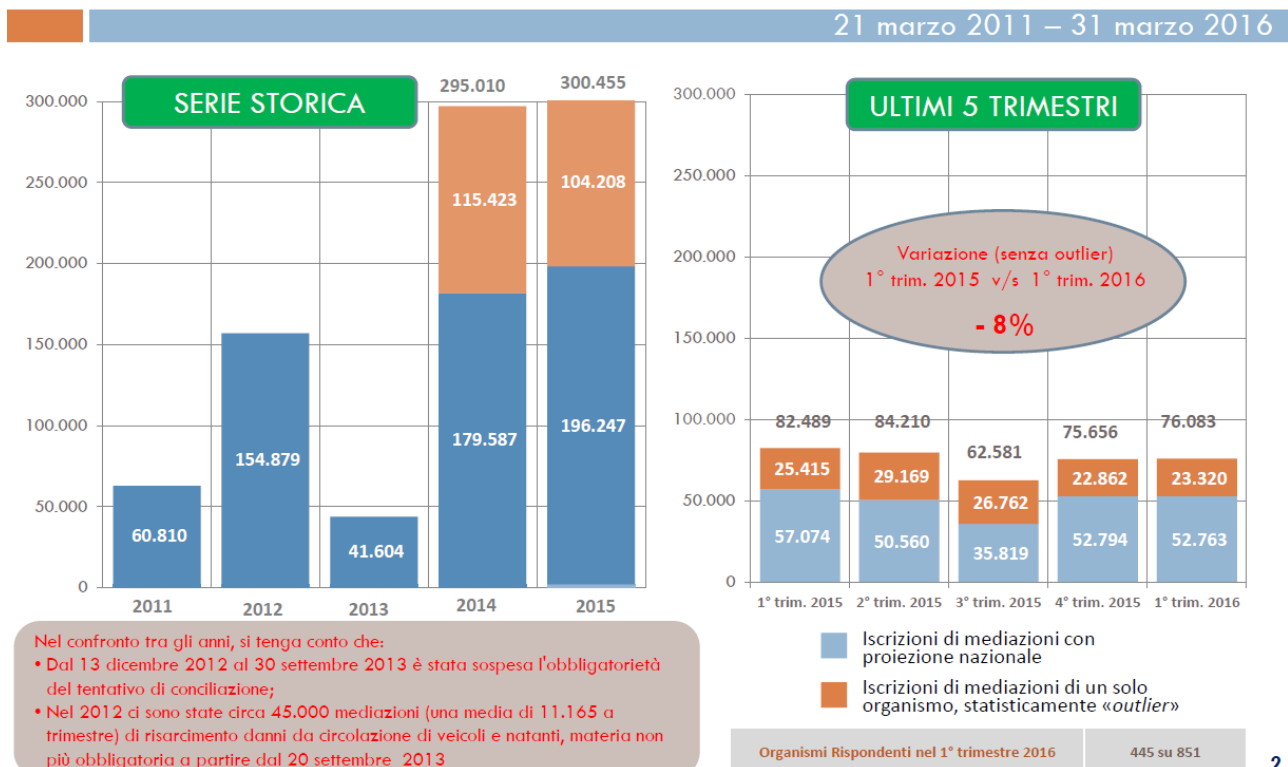 21 marzo 2011 – 31 marzo 2016
SERIE STORICA
295.010
300.455
300.000
250.000
200.000
150.000
100.000
50.000
0
115.423
104.208
60.810
154.879
41.604
179.587
196.247
2011
2012
2013
2014
2015
Nel confronto tra gli anni, si tenga conto che:
• Dal 13 dicembre 2012 al 30 settembre 2013 è stata sospesa l'obbligatorietà
del tentativo di conciliazione;
• Nel 2012 ci sono state circa 45.000 mediazioni (una media di 11.165 a
trimestre) di risarcimento danni da circolazione di veicoli e natanti, materia non
più obbligatoria a partire dal 20 settembre 2013
ULTIMI 5 TRIMESTRI
300.000
250.000
200.000
150.000
100.000
50.000
0
Variazione (senza outlier)
1° trim. 2015 v/s 1° trim. 2016
- 8%
82.489
84.210
62.581
75.656
76.083
25.415
29.169
26.762
22.862
23.320
57.074
50.560
35.819
52.794
52.763
1° trim. 2015
2° trim. 2015
3° trim. 2015
4° trim. 2015
1° trim. 2016
Iscrizioni di mediazioni con
proiezione nazionale
Iscrizioni di mediazioni di un solo
organismo, statisticamente «outlier»
Organismi Rispondenti nel 1° trimestre 2016 445 su 851
2